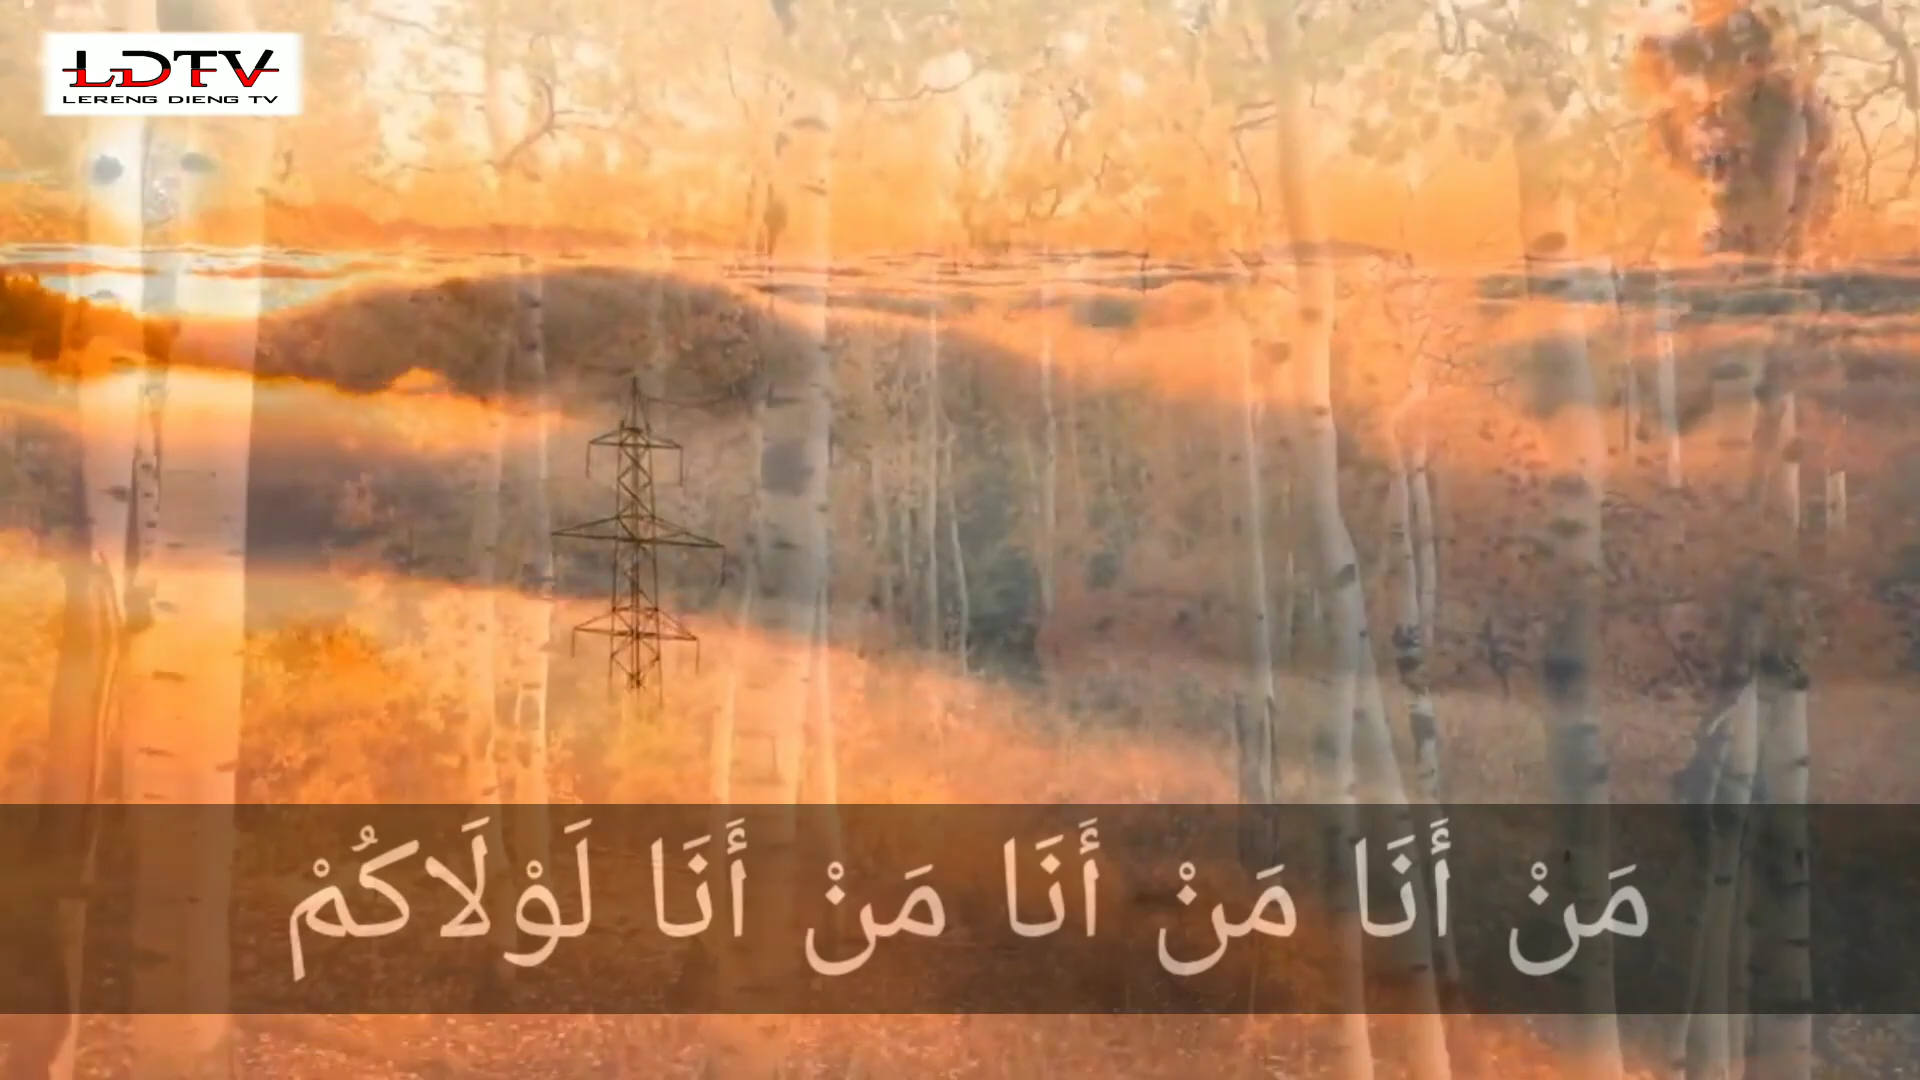 LDTV
LERENG DIENG TV
مَنْ أَنَا مَنْ أَنَا مَنْ أَنَا لَوْلَاكُمْ